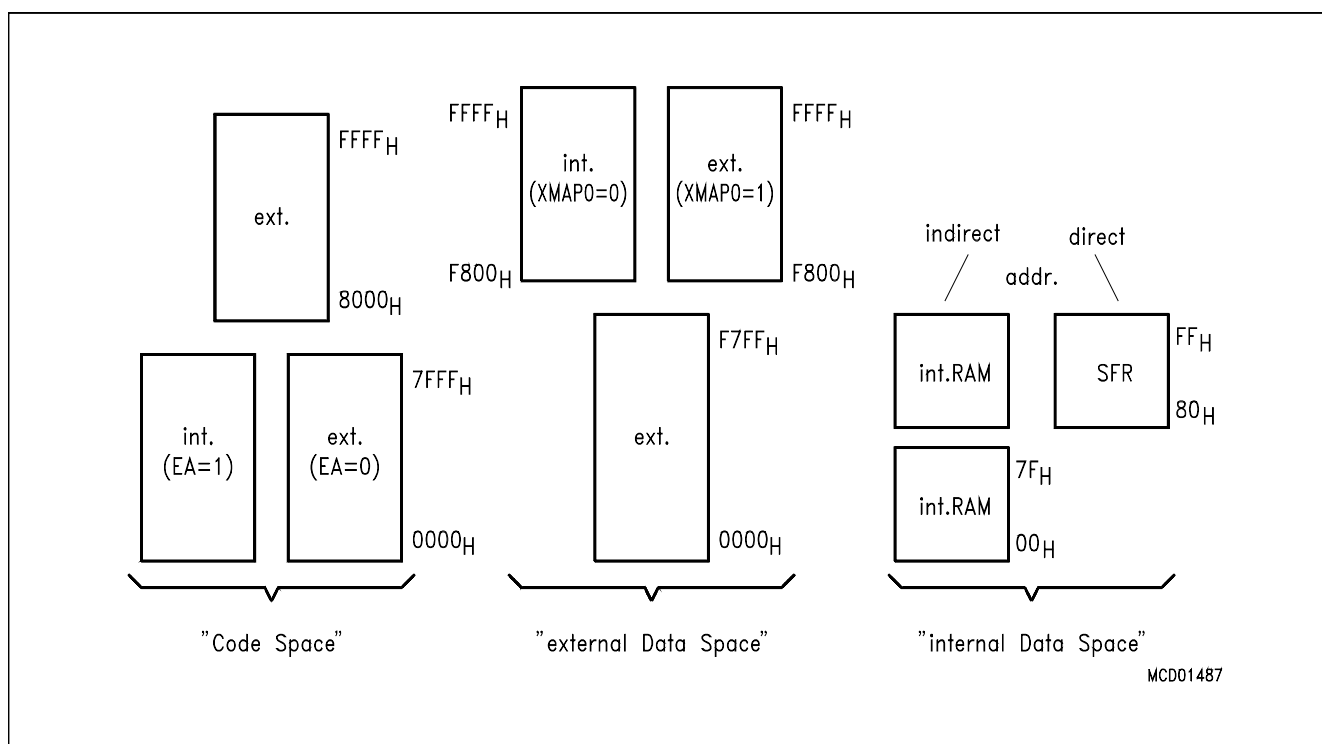 FFFFH
ext.
8000H
int.
(EA=1)
ext.
(EA=0)
7FFFH
0000H
"Code Space"
FFFFH
int.
(XMAP0=0)
F800H
ext.
(XMAP0=1)
FFFFH
F800H
F7FFH
ext.
0000H
"external Data Space"
indirect
direct
addr.
int.RAM
SFR
FFH
80H
int.RAM
7FH
00H
"internal Data Space"
MCD01487